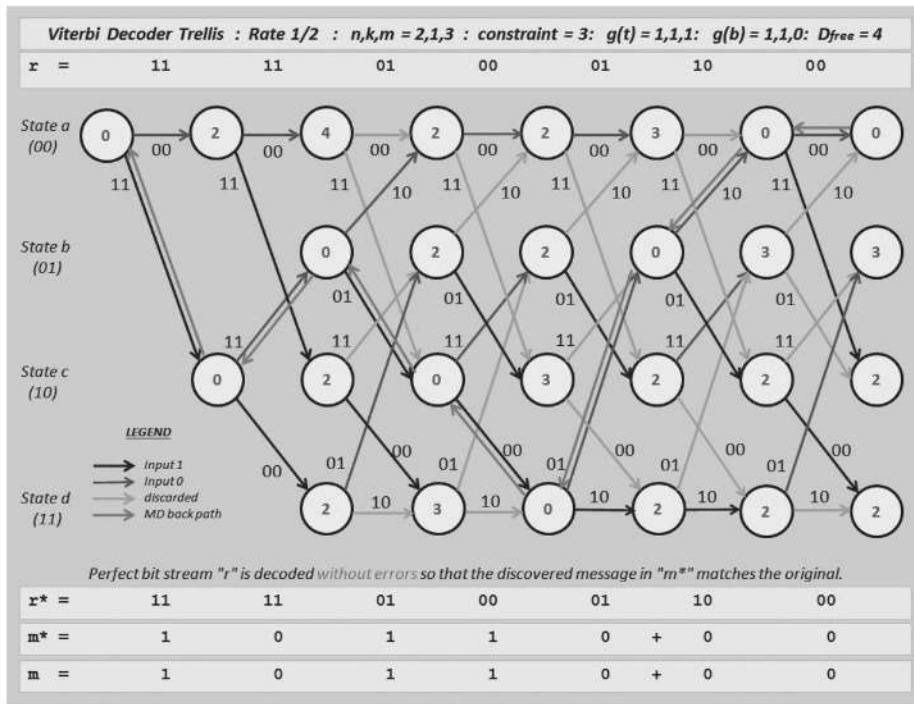 Viterbi Decoder Trellis : Rate 1/2 : n,k,m = 2,1,3 : constraint = 3: g(t) = 1,1,1: g(b) = 1,1,0: Dfree = 4
r = 11 11 01 00 01 10 00
State a
(00)
0 2 4 2 2 3 0 0
00 00 00 00 00 00 00
11 11 11 10 11 10 11 10 11 10 11
State b
(01)
0 2 2 0 3 3
01 01 01 01 01
11 11 11 11 11 11
State c
(10)
0 2 0 3 2 2 2
LEGEND
Input 1
Input 0
discarded
MD back path
00 01 00 01 00 01 00 01 00 01 00
State d
(11)
10 10 10 10 10
2 3 0 2 2 2
Perfect bit stream "r" is decoded without errors so that the discovered message in "m*" matches the original.
r* = 11 11 01 00 01 10 00
m* = 1 0 1 1 0 + 0 0
m = 1 0 1 1 0 + 0 0